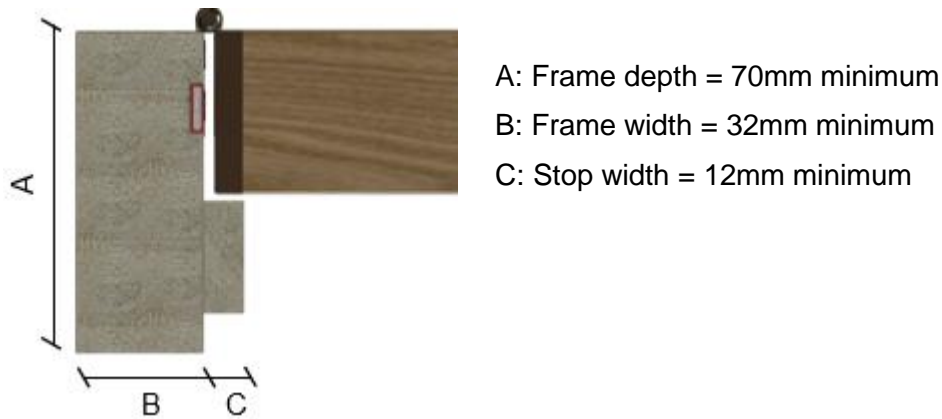 A
B
C
A: Frame depth = 70mm minimum
B: Frame width = 32mm minimum
C: Stop width = 12mm minimum